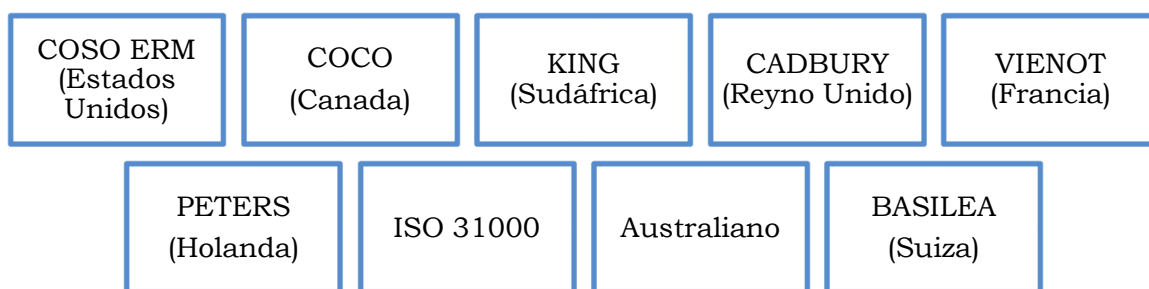 COSO ERM
(Estados
Unidos)
COCO
(Canada)
KING
(Sudáfrica)
CADBURY
(Reyno Unido)
VIENOT
(Francia)
PETERS
(Holanda)
ISO 31000
Australiano
BASILEA
(Suiza)